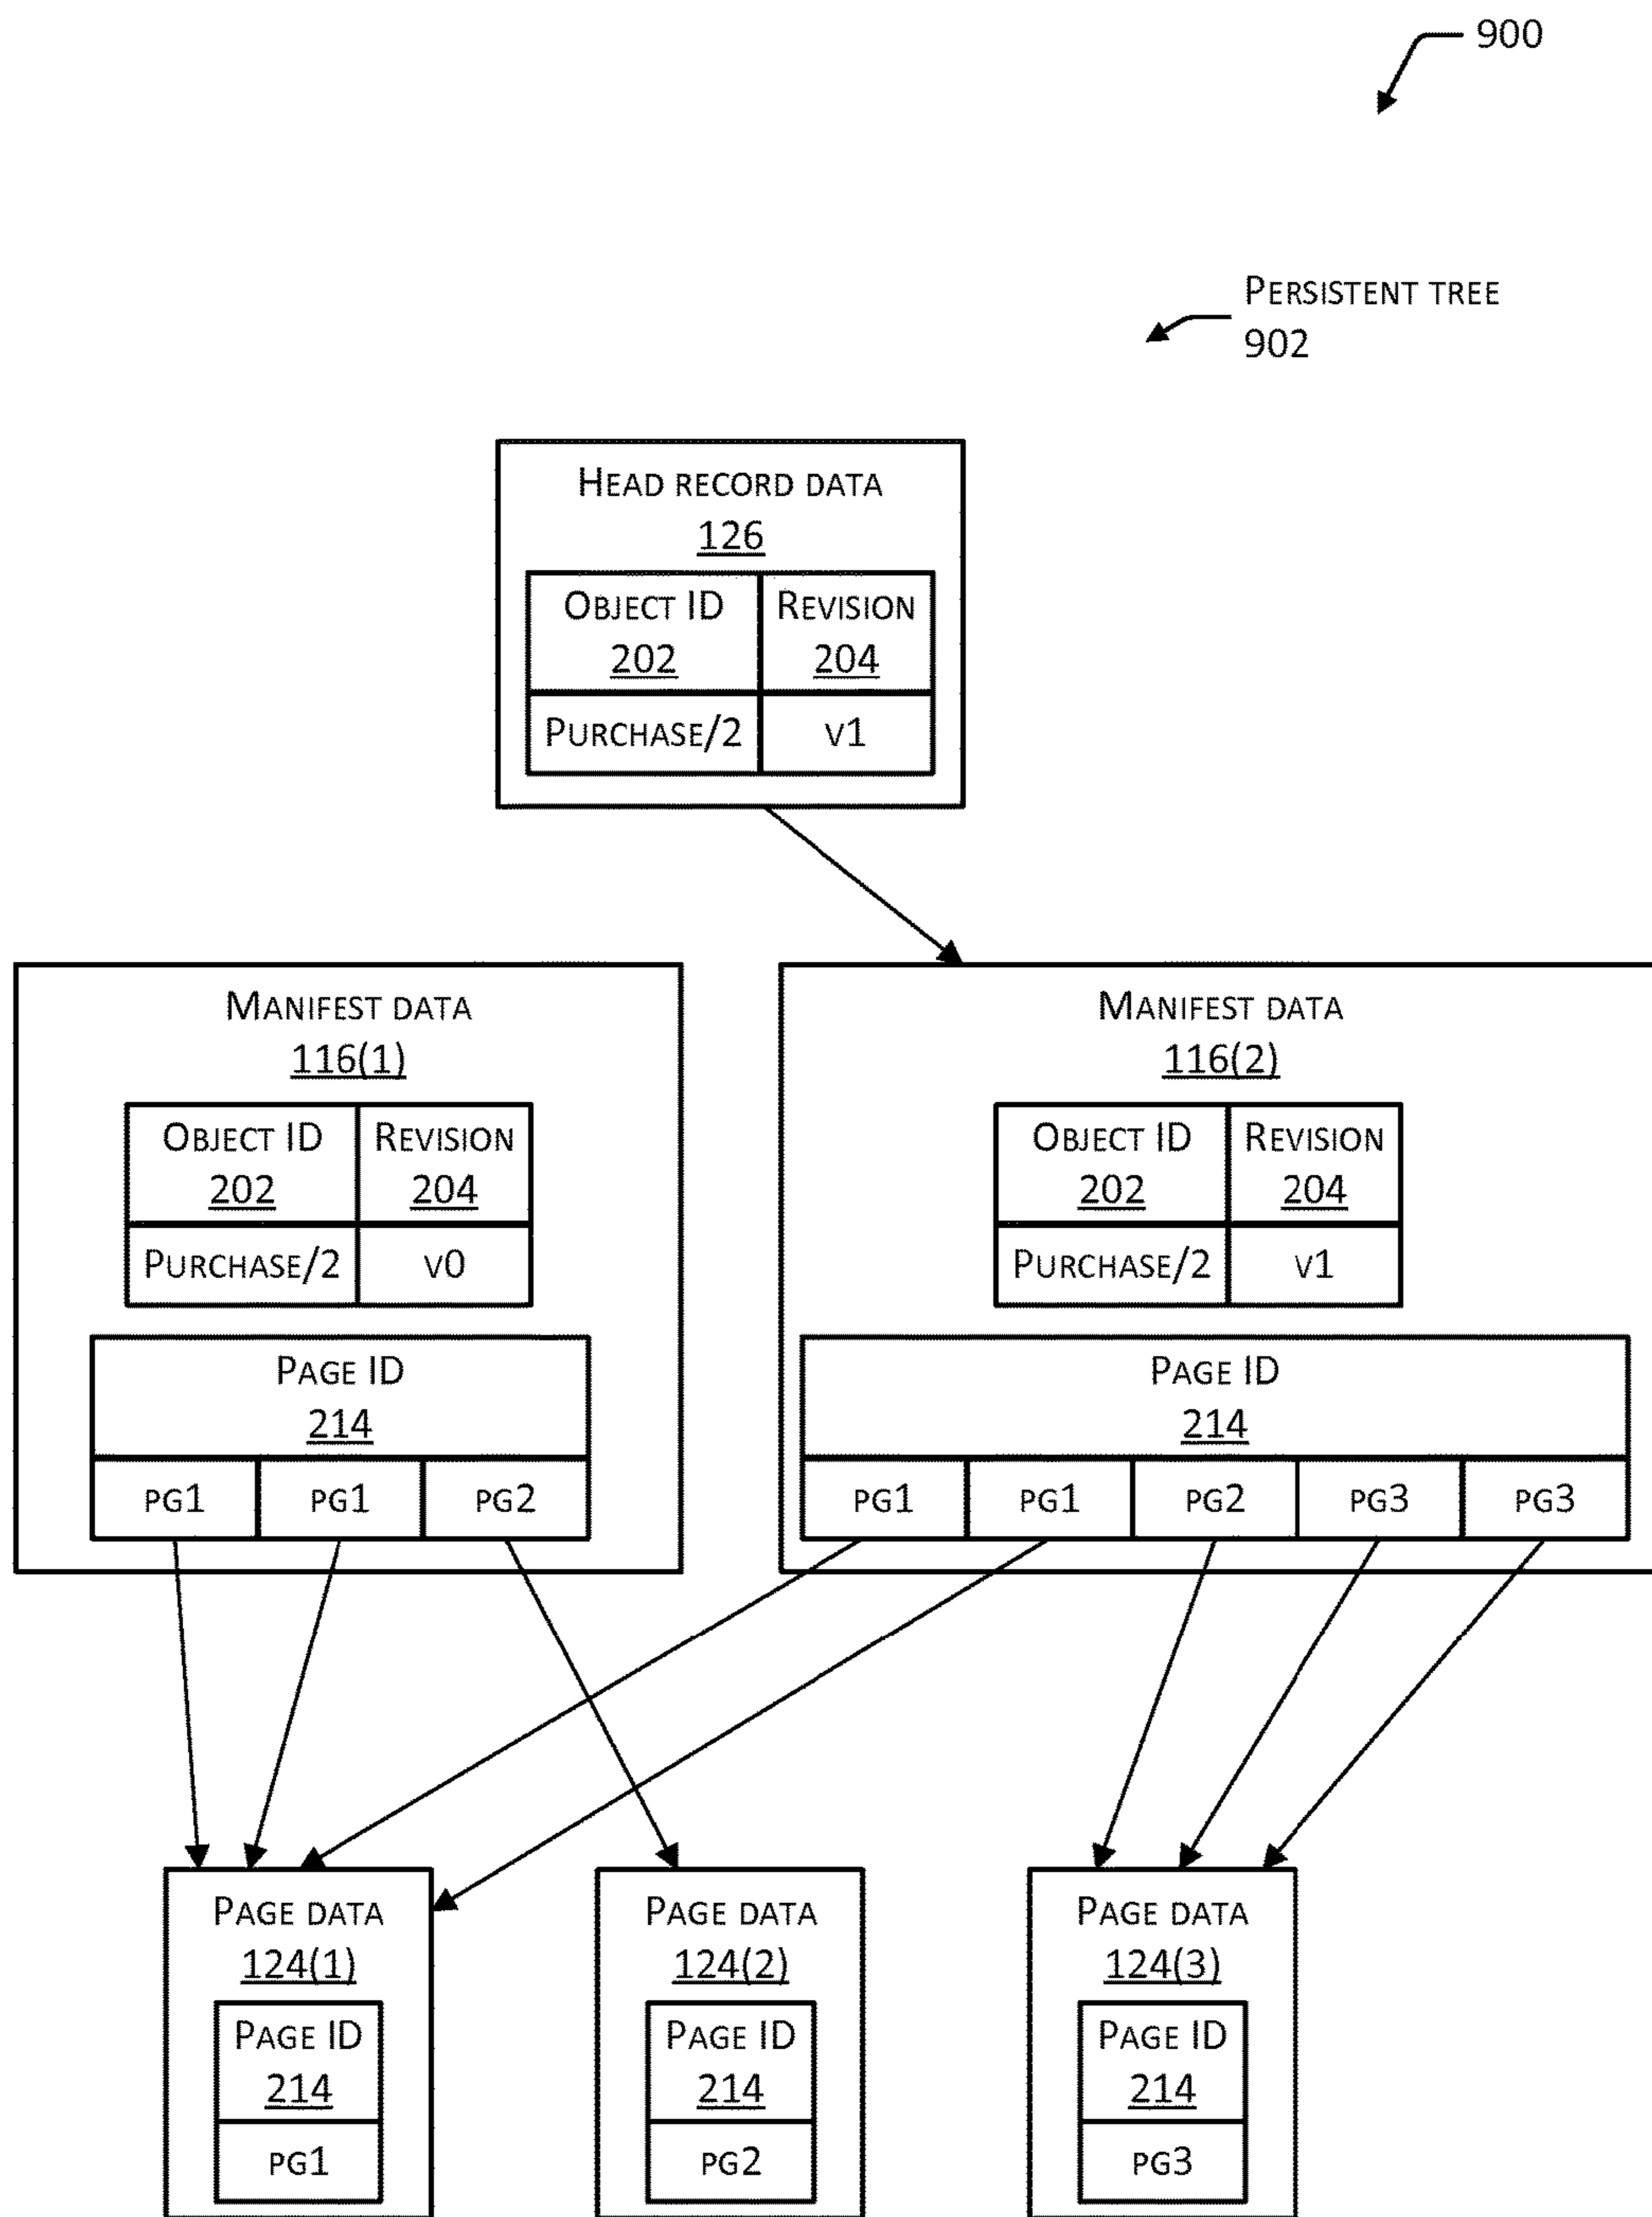 900
PERSISTENT TREE
902
HEAD RECORD DATA
126
OBJECT ID REVISION
202 204
PURCHASE/2 V1
MANIFEST DATA
116(1)
OBJECT ID REVISION
202 204
PURCHASE/2 V0
PAGE ID
214
PG1 PG1 PG2
MANIFEST DATA
116(2)
OBJECT ID REVISION
202 204
PURCHASE/2 V1
PAGE ID
214
PG1 PG1 PG2 PG3 PG3
PAGE DATA
124(1)
PAGE ID
214
PG1
PAGE DATA
124(2)
PAGE ID
214
PG2
PAGE DATA
124(3)
PAGE ID
214
PG3